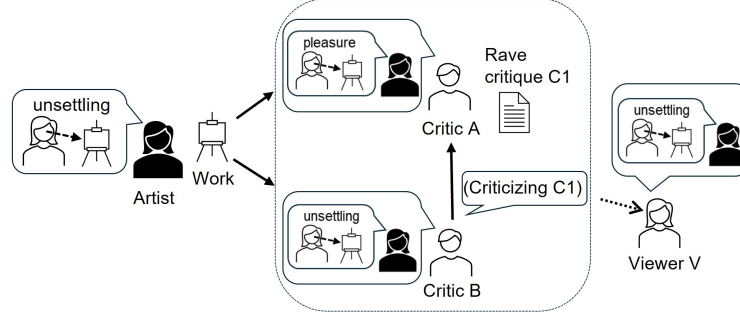 unsettling
Artist
Work
pleasure
Critic A
Rave
critique C1
unsettling
Critic B
(Criticizing C1)
unsettling
Viewer V